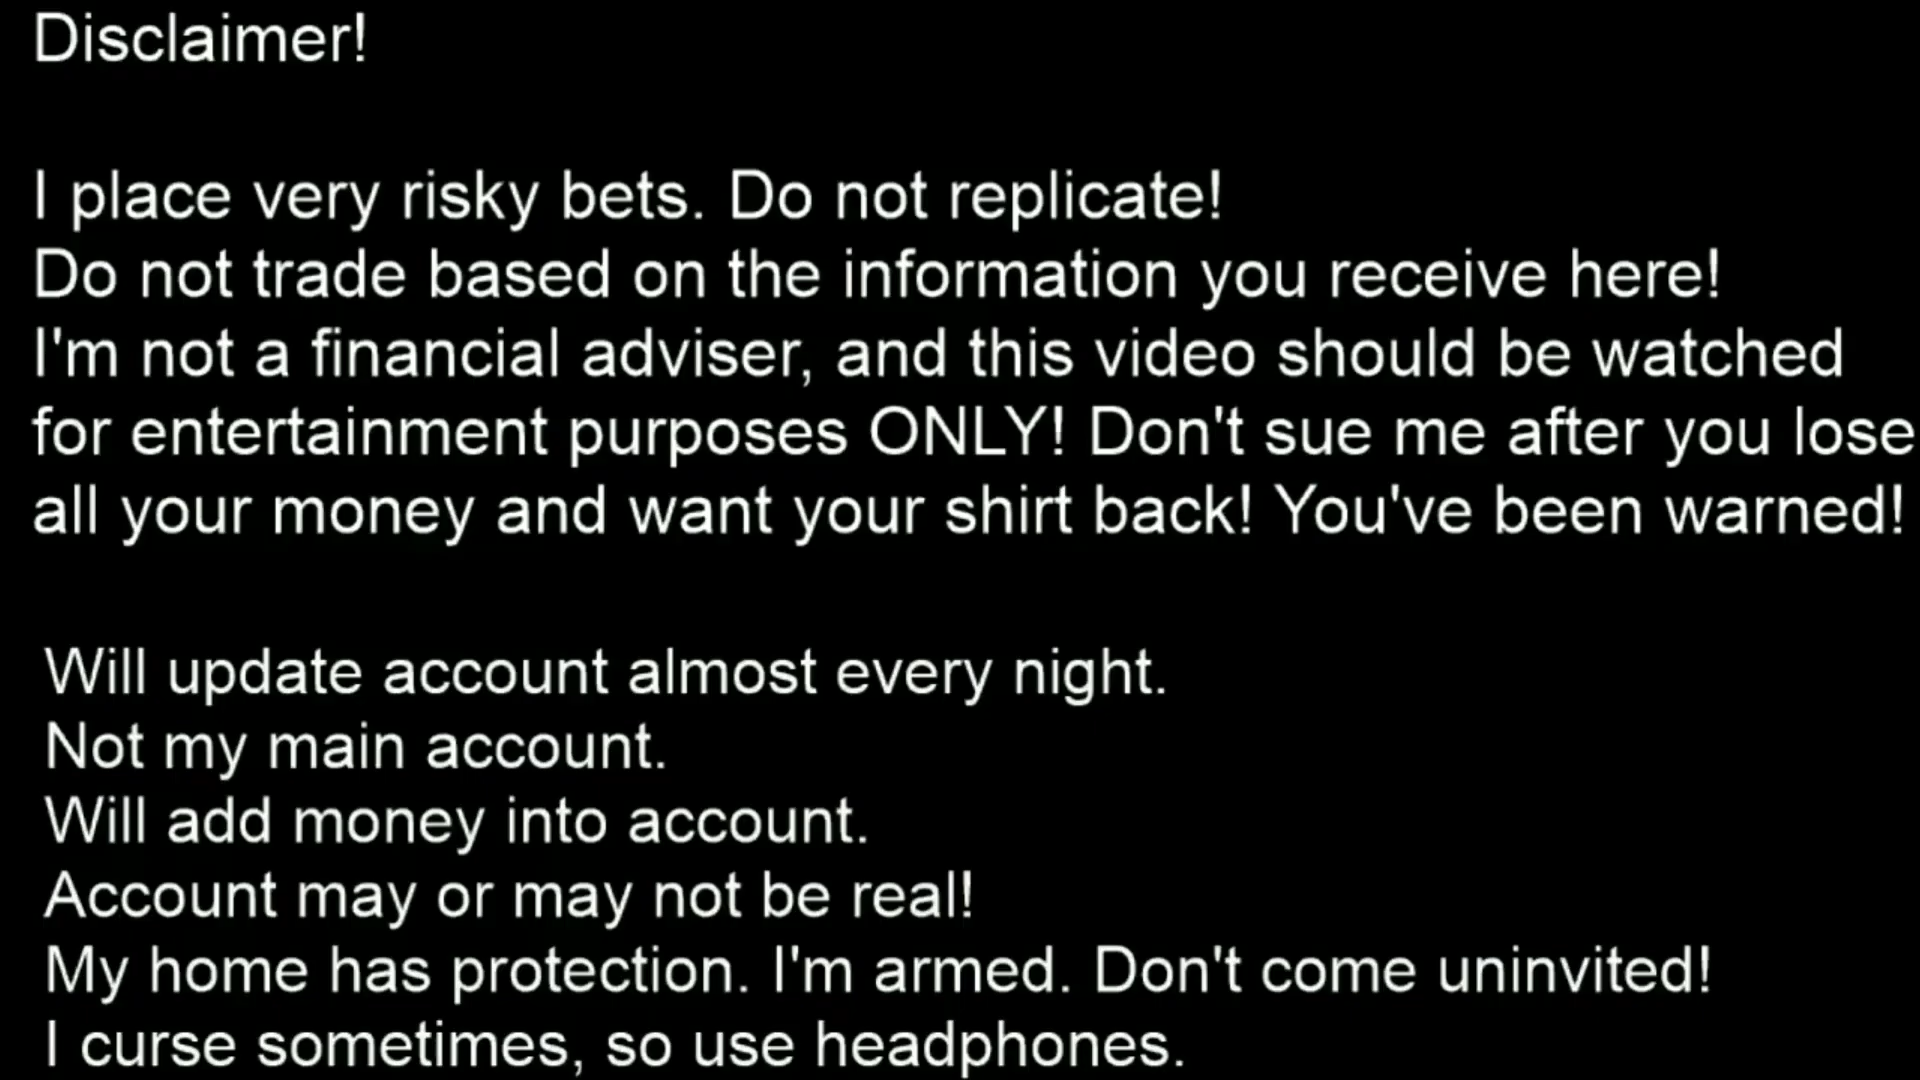 Disclaimer!
I place very risky bets. Do not replicate!
Do not trade based on the information you receive here!
I'm not a financial adviser, and this video should be watched
for entertainment purposes ONLY! Don't sue me after you lose
all your money and want your shirt back! You've been warned!
Will update account almost every night.
Not my main account.
Will add money into account.
Account may or may not be real!
My home has protection. I'm armed. Don't come uninvited!
I curse sometimes, so use headphones.